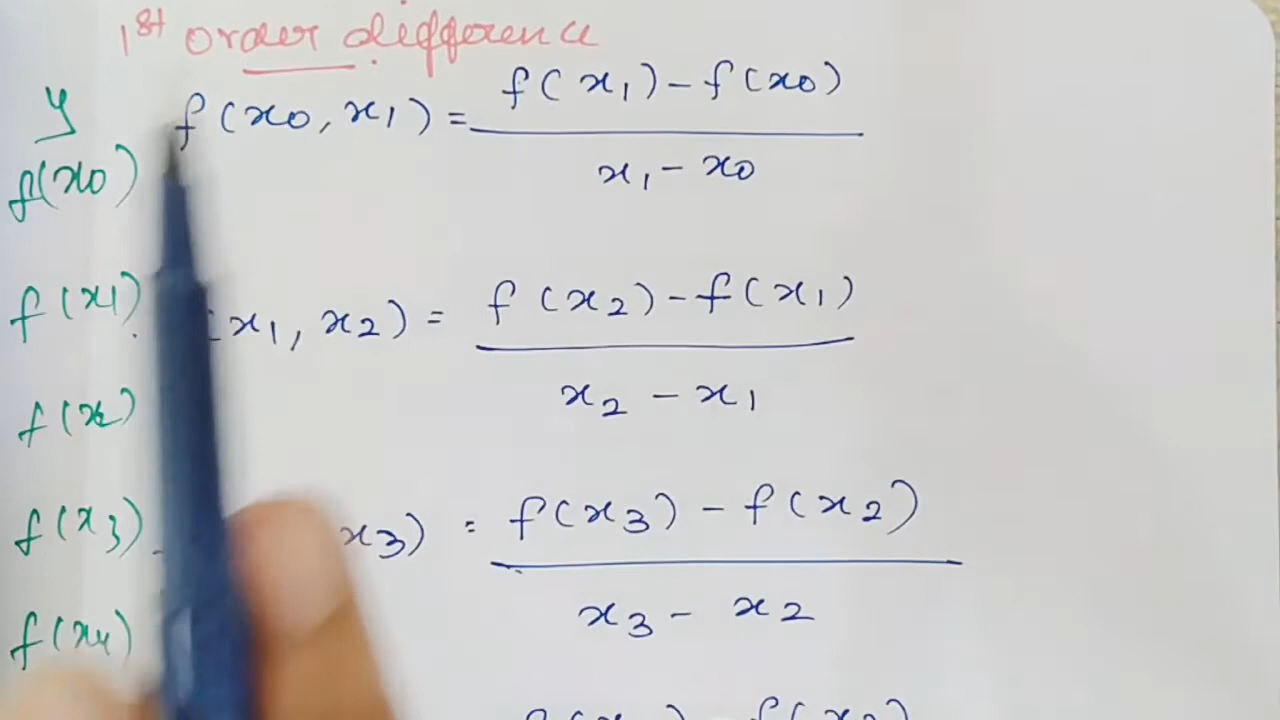 1st order difference
y
f(x0, x1) = f(x1) - f(x0)
x1 - x0
f(x0)
f(x1) (x1, x2) = f(x2) - f(x1)
x2 - x1
f(x2)
f(x3) x3) = f(x3) - f(x2)
x3 - x2
f(x4)